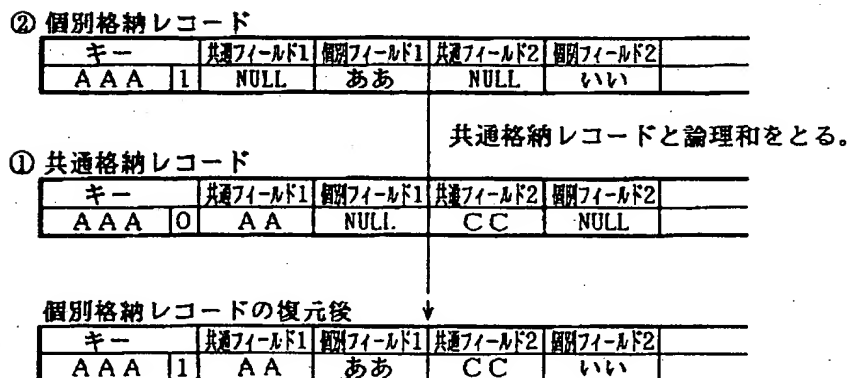 ② 個別格納レコード
キー 共通フィールド1 個別フィールド1 共通フィールド2 個別フィールド2
AAA 1 NULL ああ NULL いい
共通格納レコードと論理和をとる。
① 共通格納レコード
キー 共通フィールド1 個別フィールド1 共通フィールド2 個別フィールド2
AAA 0 AA NULL CC NULL
個別格納レコードの復元後
キー 共通フィールド1 個別フィールド1 共通フィールド2 個別フィールド2
AAA 1 AA ああ CC いい